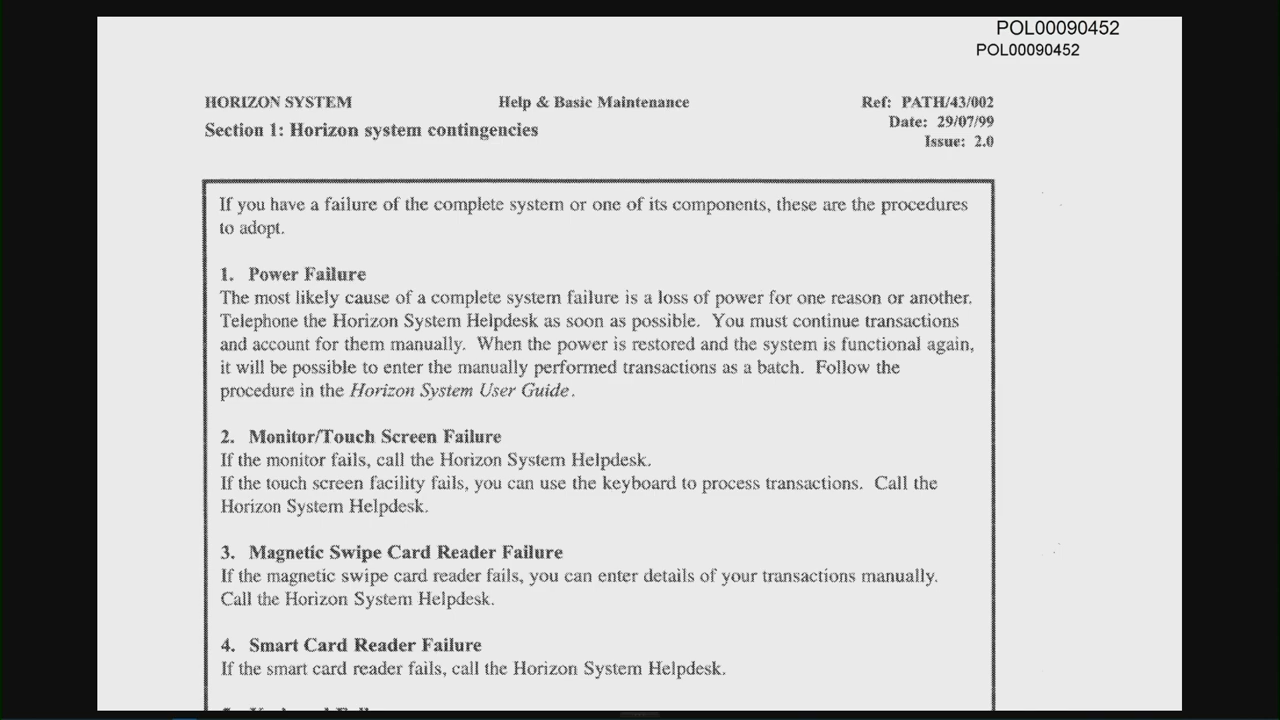 POL00090452
POL00090452
HORIZON SYSTEM Help & Basic Maintenance Ref: PATH/43/002
Section 1: Horizon system contingencies Date: 29/07/99
Issue: 2.0
If you have a failure of the complete system or one of its components, these are the procedures
to adopt.
1. Power Failure
The most likely cause of a complete system failure is a loss of power for one reason or another.
Telephone the Horizon System Helpdesk as soon as possible. You must continue transactions
and account for them manually. When the power is restored and the system is functional again,
it will be possible to enter the manually performed transactions as a batch. Follow the
procedure in the Horizon System User Guide.
2. Monitor/Touch Screen Failure
If the monitor fails, call the Horizon System Helpdesk.
If the touch screen facility fails, you can use the keyboard to process transactions. Call the
Horizon System Helpdesk.
3. Magnetic Swipe Card Reader Failure
If the magnetic swipe card reader fails, you can enter details of your transactions manually.
Call the Horizon System Helpdesk.
4. Smart Card Reader Failure
If the smart card reader fails, call the Horizon System Helpdesk.